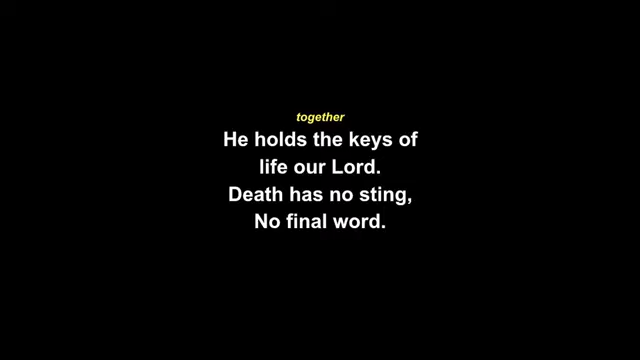 together
He holds the keys of
life our Lord.
Death has no sting,
No final word.